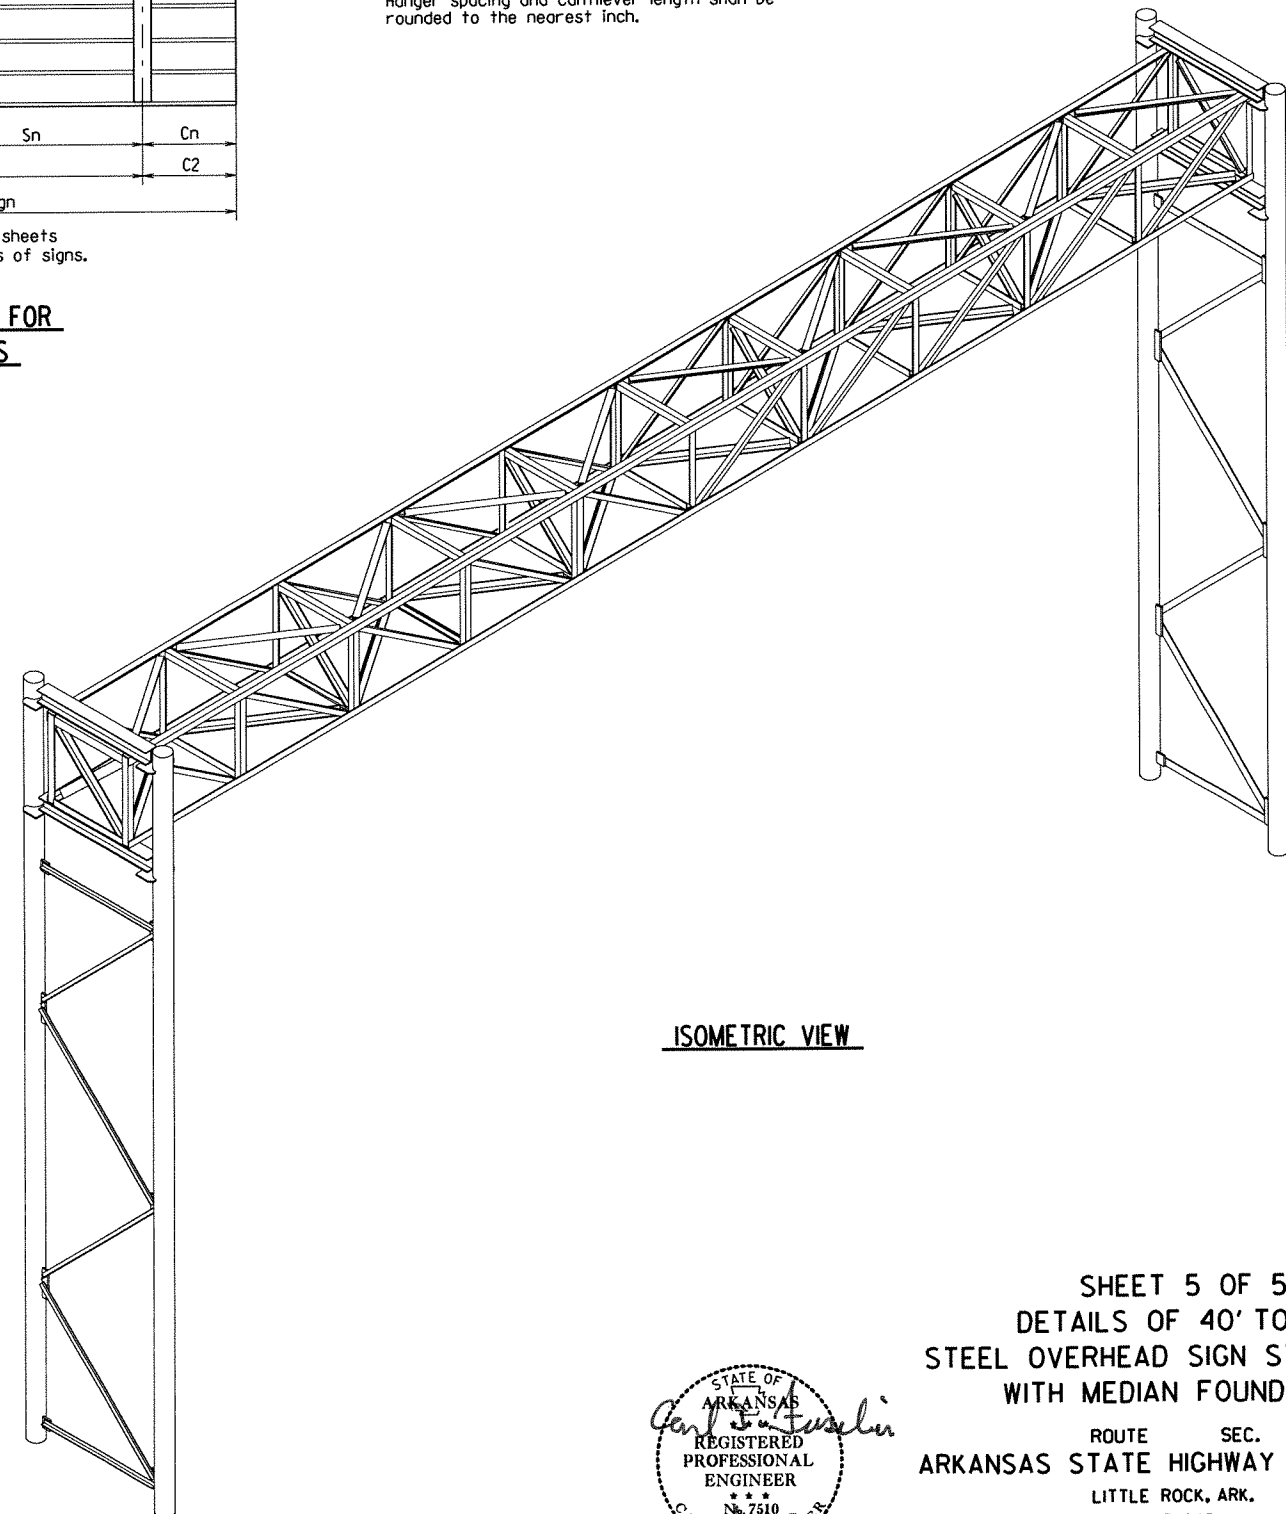 Hanger spacing and cantilever length shall be
rounded to the nearest inch.
Sn
Cn
C2
gn
sheets
s of signs.
FOR
S
ISOMETRIC VIEW
STATE OF
ARKANSAS
★ ★ ★
REGISTERED
PROFESSIONAL
ENGINEER
★ ★ ★
No. 7510
SHEET 5 OF 5
DETAILS OF 40' TO
STEEL OVERHEAD SIGN S
WITH MEDIAN FOUND
ROUTE SEC.
ARKANSAS STATE HIGHWAY
LITTLE ROCK, ARK.